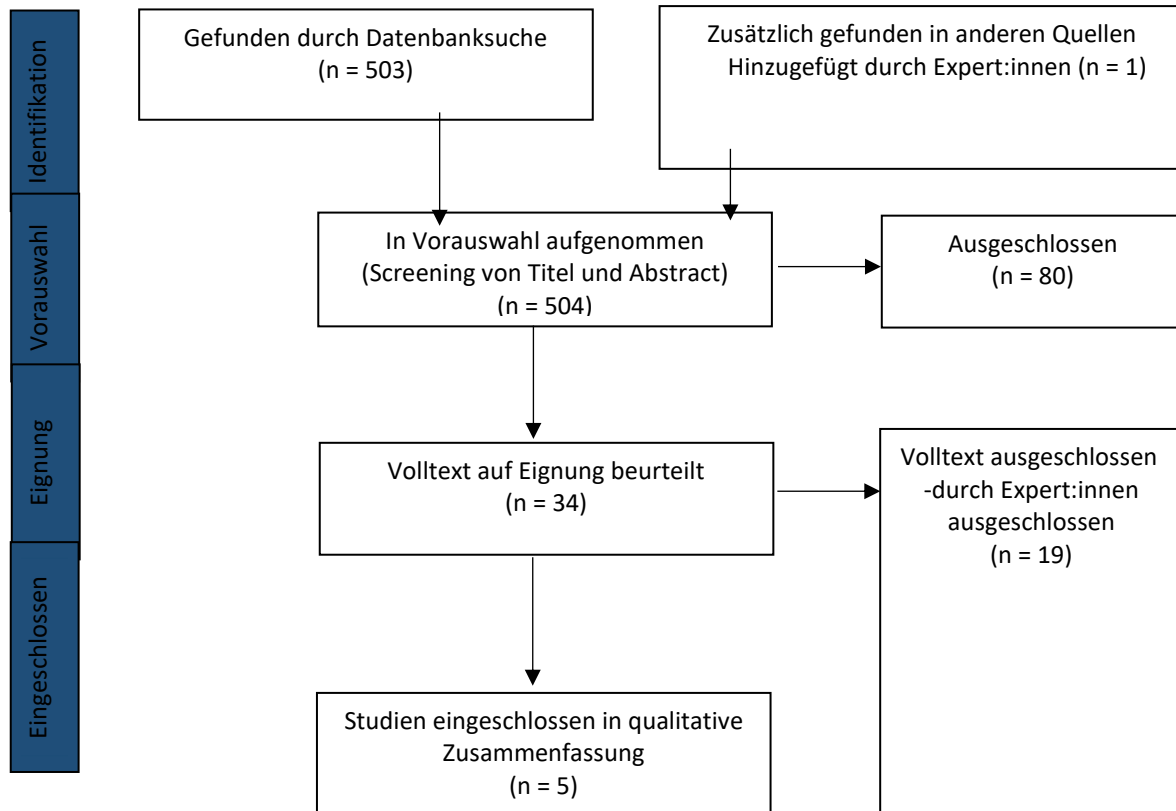 Identifikation
Gefunden durch Datenbanksuche
(n = 503)
Zusätzlich gefunden in anderen Quellen
Hinzugefügt durch Expert:innen (n = 1)
Vorauswahl
In Vorauswahl aufgenommen
(Screening von Titel und Abstract)
(n = 504)
Ausgeschlossen
(n = 80)
Eignung
Volltext auf Eignung beurteilt
(n = 34)
Volltext ausgeschlossen
-durch Expert:innen
ausgeschlossen
(n = 19)
Eingeschlossen
Studien eingeschlossen in qualitative
Zusammenfassung
(n = 5)